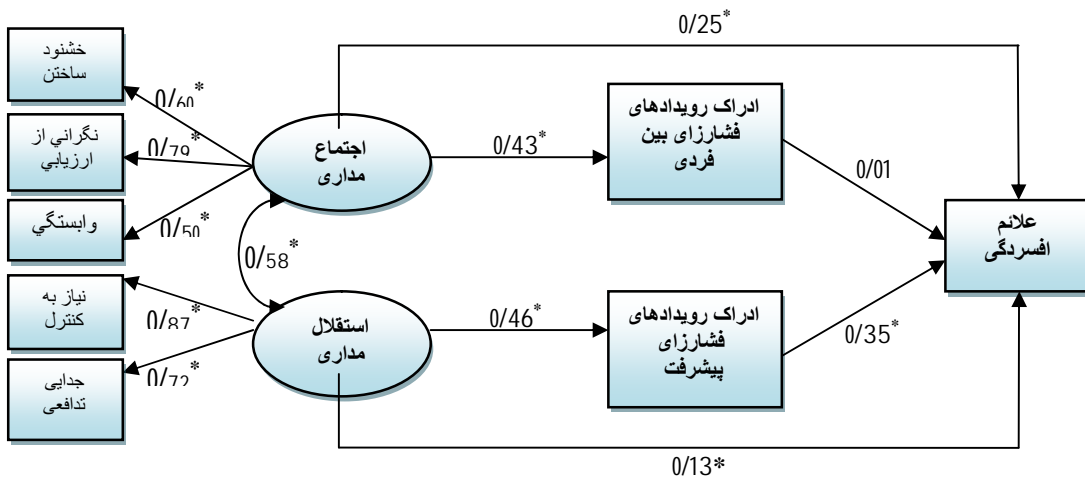 خشنود
ساختن
نگراني از
ارزيابي
وابستگي
نياز به
کنترل
جدایی
تدافعی
0/60*
0/79*
0/50*
0/87*
0/72*
0/58*
اجتماع
مداری
استقلال
مداری
0/25*
0/43*
0/46*
0/13*
ادراک رویدادهای
فشارزای بین
فردی
ادراک رویدادهای
فشارزای
پیشرفت
0/01
0/35*
علائم
افسردگی